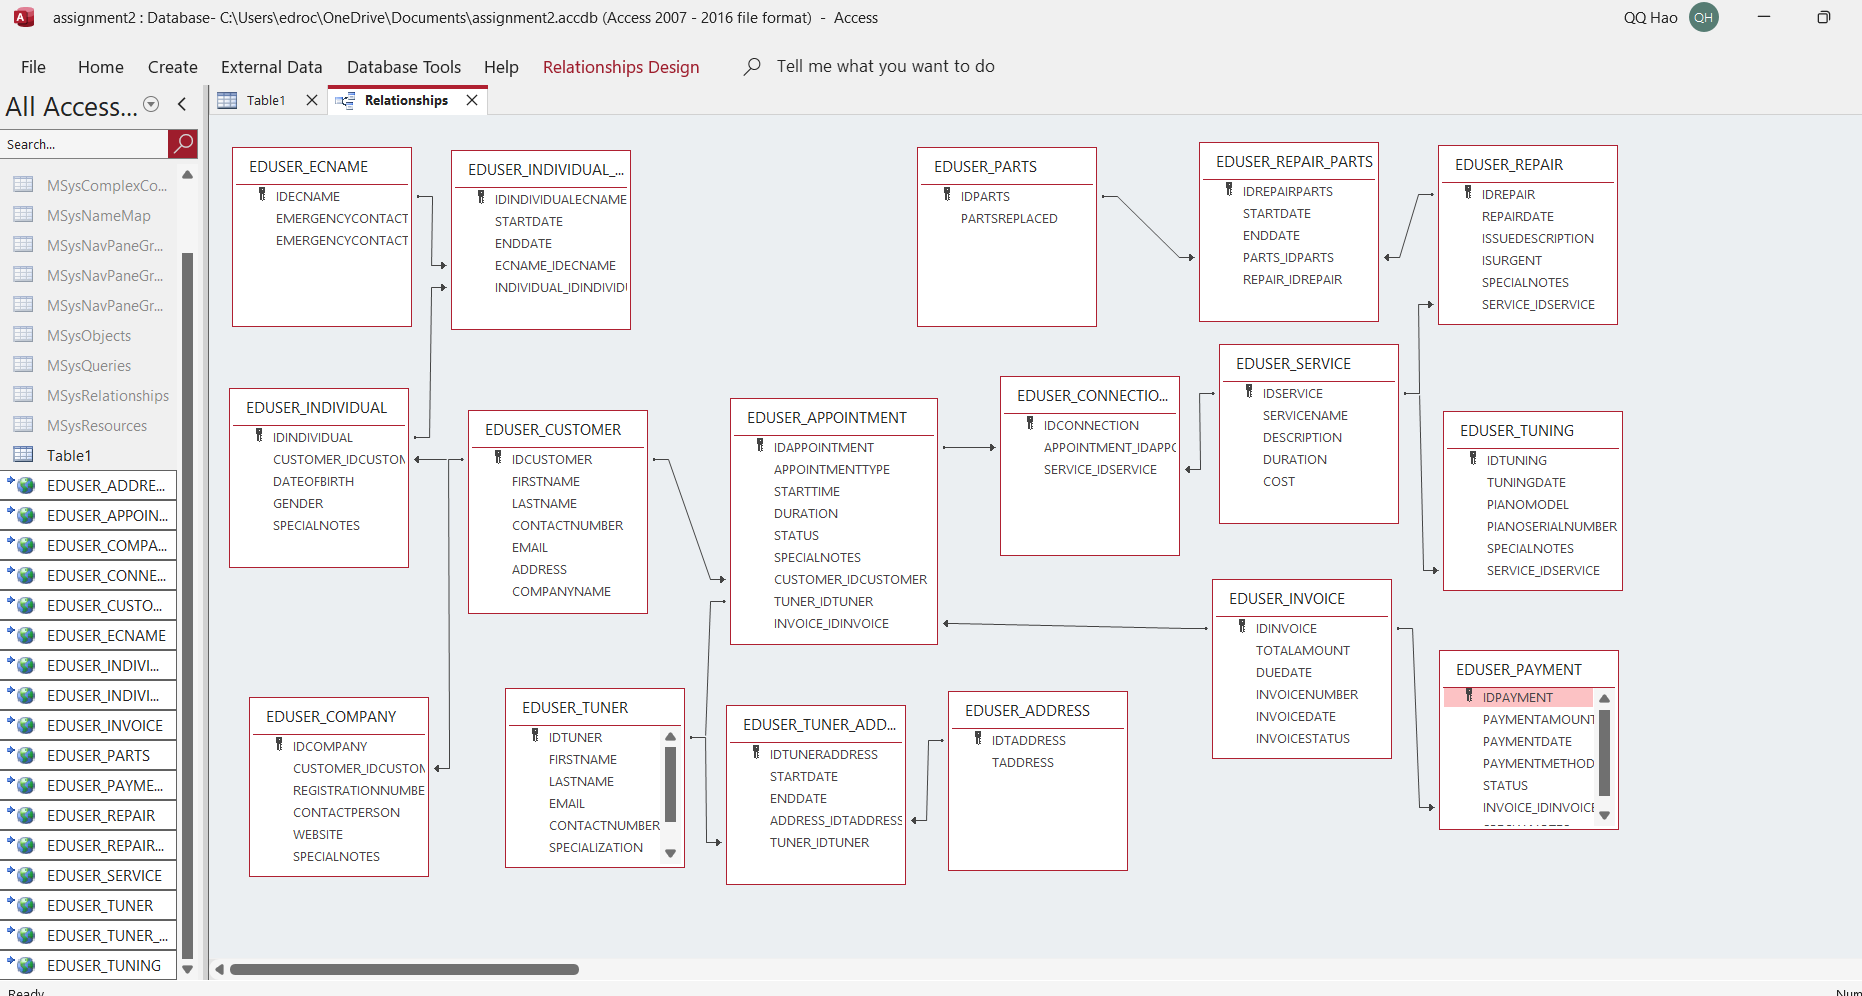 assignment2 : Database- C:\Users\edroc\OneDrive\Documents\assignment2.accdb (Access 2007 - 2016 file format) - Access
QQ Hao
QH
File
Home
Create
External Data
Database Tools
Help
Relationships Design
Tell me what you want to do
All Access...
Search...
MSysComplexCo...
MSysNameMap
MSysNavPaneGr...
MSysNavPaneGr...
MSysNavPaneGr...
MSysObjects
MSysQueries
MSysRelationships
MSysResources
Table1
EDUSER_ADDRE...
EDUSER_APPOIN...
EDUSER_COMPA...
EDUSER_CONNE...
EDUSER_CUSTO...
EDUSER_ECNAME
EDUSER_INDIVI...
EDUSER_INDIVI...
EDUSER_INVOICE
EDUSER_PARTS
EDUSER_PAYME...
EDUSER_REPAIR
EDUSER_REPAIR...
EDUSER_SERVICE
EDUSER_TUNER
EDUSER_TUNER_...
EDUSER_TUNING
Table1
Relationships
EDUSER_ECNAME
IDECNAME
EMERGENCYCONTACT
EMERGENCYCONTACT
EDUSER_INDIVIDUAL_...
IDINDIVIDUALECNAME
STARTDATE
ENDDATE
ECNAME_IDECNAME
INDIVIDUAL_IDINDIVIDU
EDUSER_PARTS
IDPARTS
PARTSREPLACED
EDUSER_REPAIR_PARTS
IDREPAIRPARTS
STARTDATE
ENDDATE
PARTS_IDPARTS
REPAIR_IDREPAIR
EDUSER_REPAIR
IDREPAIR
REPAIRDATE
ISSUEDESCRIPTION
ISURGENT
SPECIALNOTES
SERVICE_IDSERVICE
EDUSER_INDIVIDUAL
IDINDIVIDUAL
CUSTOMER_IDCUSTOM
DATEOFBIRTH
GENDER
SPECIALNOTES
EDUSER_CUSTOMER
IDCUSTOMER
FIRSTNAME
LASTNAME
CONTACTNUMBER
EMAIL
ADDRESS
COMPANYNAME
EDUSER_APPOINTMENT
IDAPPOINTMENT
APPOINTMENTTYPE
STARTTIME
DURATION
STATUS
SPECIALNOTES
CUSTOMER_IDCUSTOMER
TUNER_IDTUNER
INVOICE_IDINVOICE
EDUSER_CONNECTIO...
IDCONNECTION
APPOINTMENT_IDAPPO
SERVICE_IDSERVICE
EDUSER_SERVICE
IDSERVICE
SERVICENAME
DESCRIPTION
DURATION
COST
EDUSER_TUNING
IDTUNING
TUNINGDATE
PIANOMODEL
PIANOSERIALNUMBER
SPECIALNOTES
SERVICE_IDSERVICE
EDUSER_COMPANY
IDCOMPANY
CUSTOMER_IDCUSTOM
REGISTRATIONNUMBE
CONTACTPERSON
WEBSITE
SPECIALNOTES
EDUSER_TUNER
IDTUNER
FIRSTNAME
LASTNAME
EMAIL
CONTACTNUMBER
SPECIALIZATION
EDUSER_TUNER_ADD...
IDTUNERADDRESS
STARTDATE
ENDDATE
ADDRESS_IDTADDRESS
TUNER_IDTUNER
EDUSER_ADDRESS
IDTADDRESS
TADDRESS
EDUSER_INVOICE
IDINVOICE
TOTALAMOUNT
DUEDATE
INVOICENUMBER
INVOICEDATE
INVOICESTATUS
EDUSER_PAYMENT
IDPAYMENT
PAYMENTAMOUNT
PAYMENTDATE
PAYMENTMETHOD
STATUS
INVOICE_IDINVOICE
Ready
Num